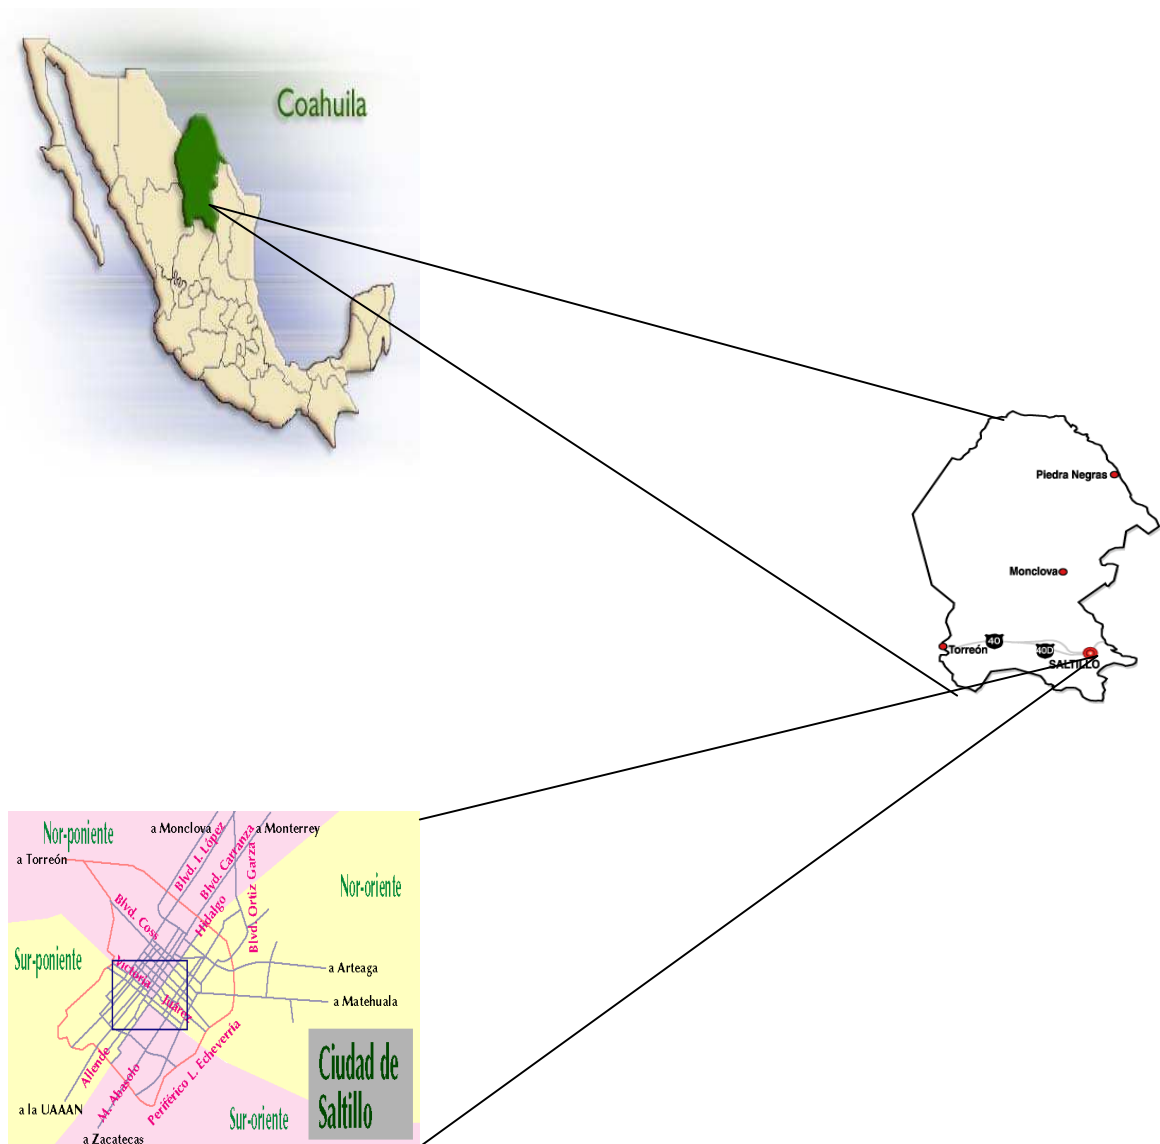 Coahuila
Piedra Negras
Monclova
Torreón
40
40D
SALTILLO
Nor-poniente
a Monclova
a Monterrey
a Torreón
Blvd. I. López
Blvd. Carranza
Blvd. Ortiz Garza
Hidalgo
Blvd. Coss
Nor-oriente
Sur-poniente
Victoria
Juárez
a Arteaga
a Matehuala
Allende
M. Abasolo
Periférico L. Echeverría
a la UAAAN
a Zacatecas
Sur-oriente
Ciudad de
Saltillo